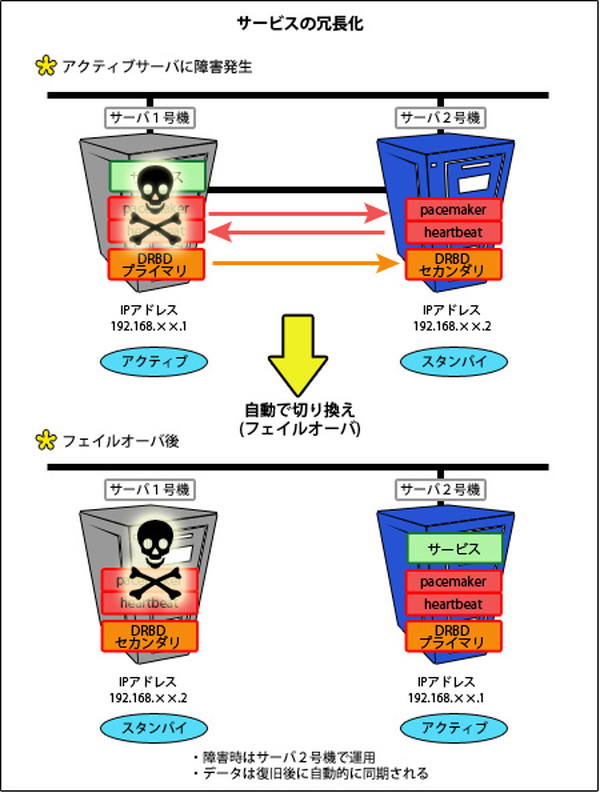 サービスの冗長化
アクティブサーバに障害発生
サーバ1号機
サーバ2号機
pacemaker
heartbeat
DRBD
プライマリ
pacemaker
heartbeat
DRBD
セカンダリ
IPアドレス
192.168.××.1
IPアドレス
192.168.××.2
アクティブ
スタンバイ
自動で切り換え
(フェイルオーバ)
フェイルオーバ後
サーバ1号機
サーバ2号機
サービス
pacemaker
heartbeat
DRBD
セカンダリ
pacemaker
heartbeat
DRBD
プライマリ
IPアドレス
192.168.××.2
IPアドレス
192.168.××.1
スタンバイ
アクティブ
・障害時はサーバ2号機で運用
・データは復旧後に自動的に同期される